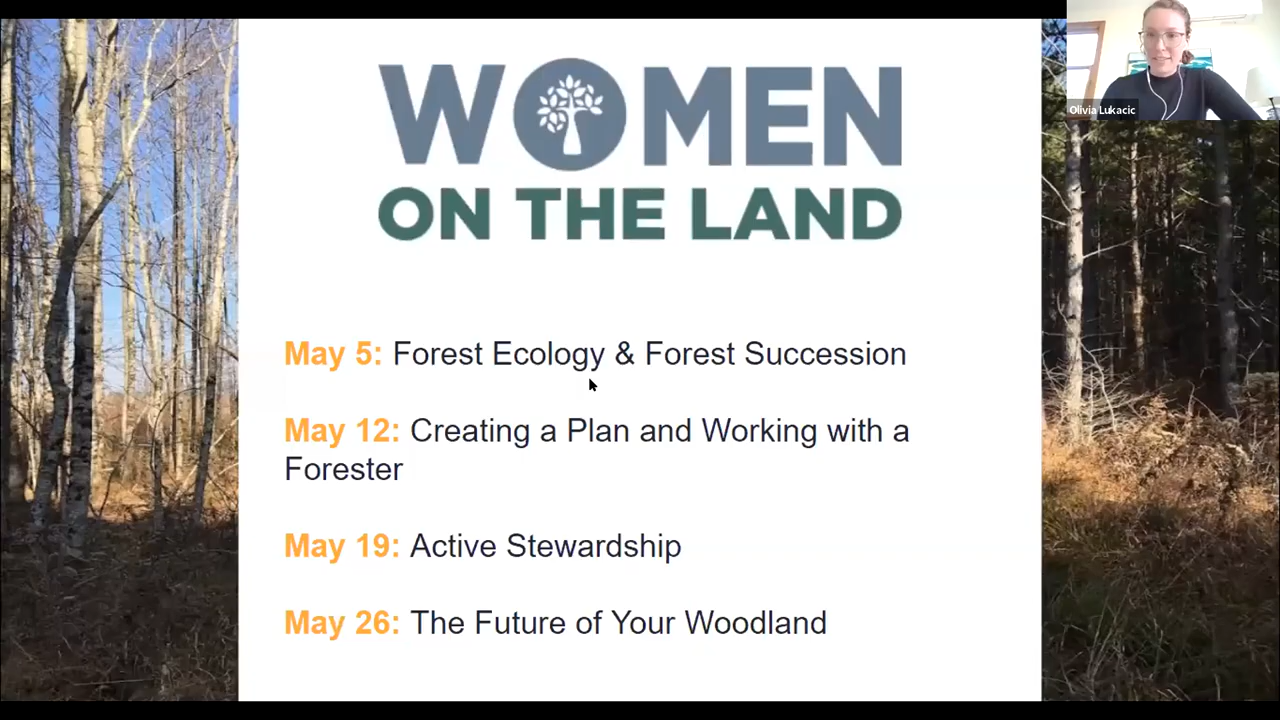 WOMEN
ON THE LAND
Olivia Lukacic
May 5: Forest Ecology & Forest Succession
May 12: Creating a Plan and Working with a
Forester
May 19: Active Stewardship
May 26: The Future of Your Woodland